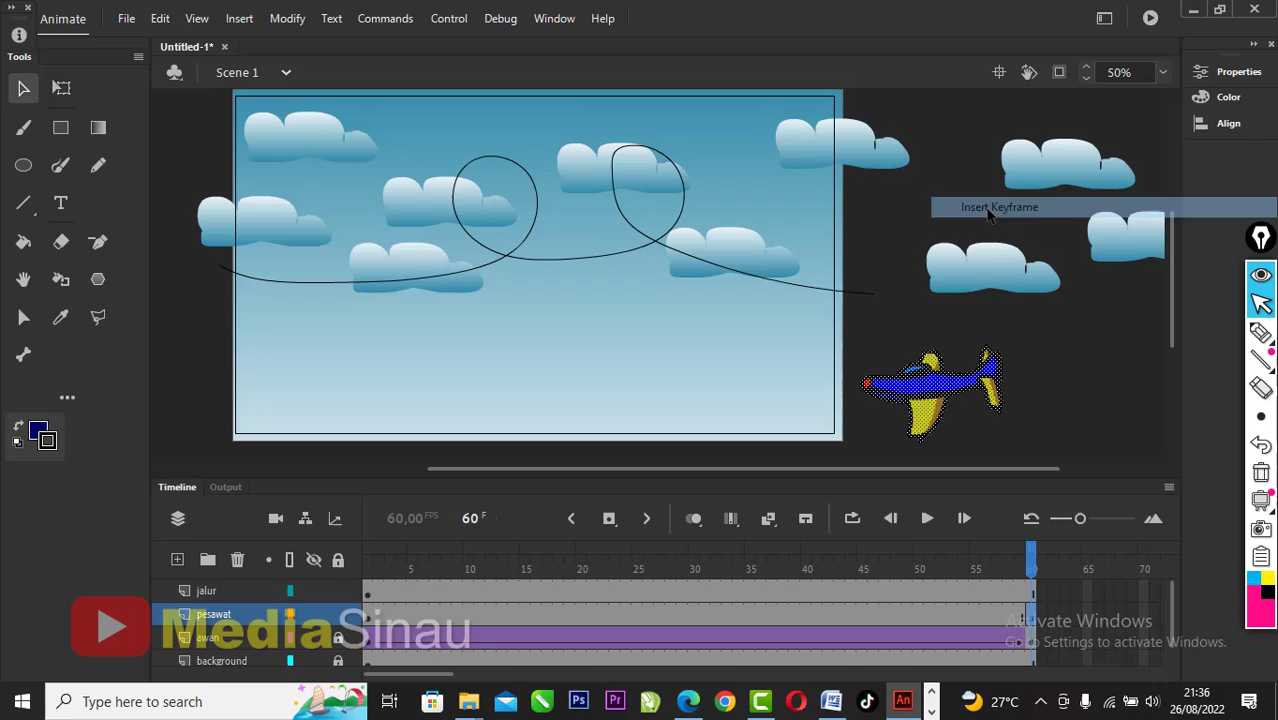 Animate File Edit View Insert Modify Text Commands Control Debug Window Help
Untitled-1* ×
Tools
Scene 1 50%
Properties
Color
Align
Insert Keyframe
Timeline Output
60,00 FPS 60 F
5 10 15 20 25 30 35 40 45 50 55 60 65 70
jalur
pesawat
awan
background
MediaSinau
Activate Windows
Go to Settings to activate Windows.
Type here to search
Ps Pr An
27°C
21:36
26/08/2022